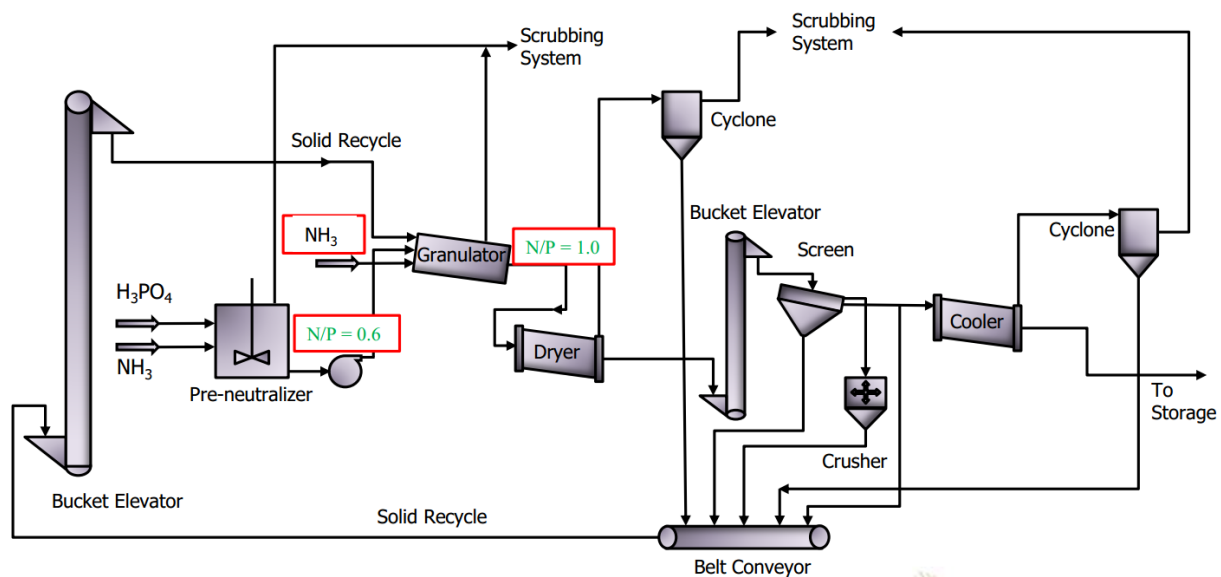 Scrubbing
System
Scrubbing
System
Cyclone
Solid Recycle
Bucket Elevator
NH₃
Granulator
N/P = 1.0
Screen
Cyclone
H₃PO₄
NH₃
N/P = 0.6
Pre-neutralizer
Dryer
Cooler
To
Storage
Crusher
Bucket Elevator
Solid Recycle
Belt Conveyor